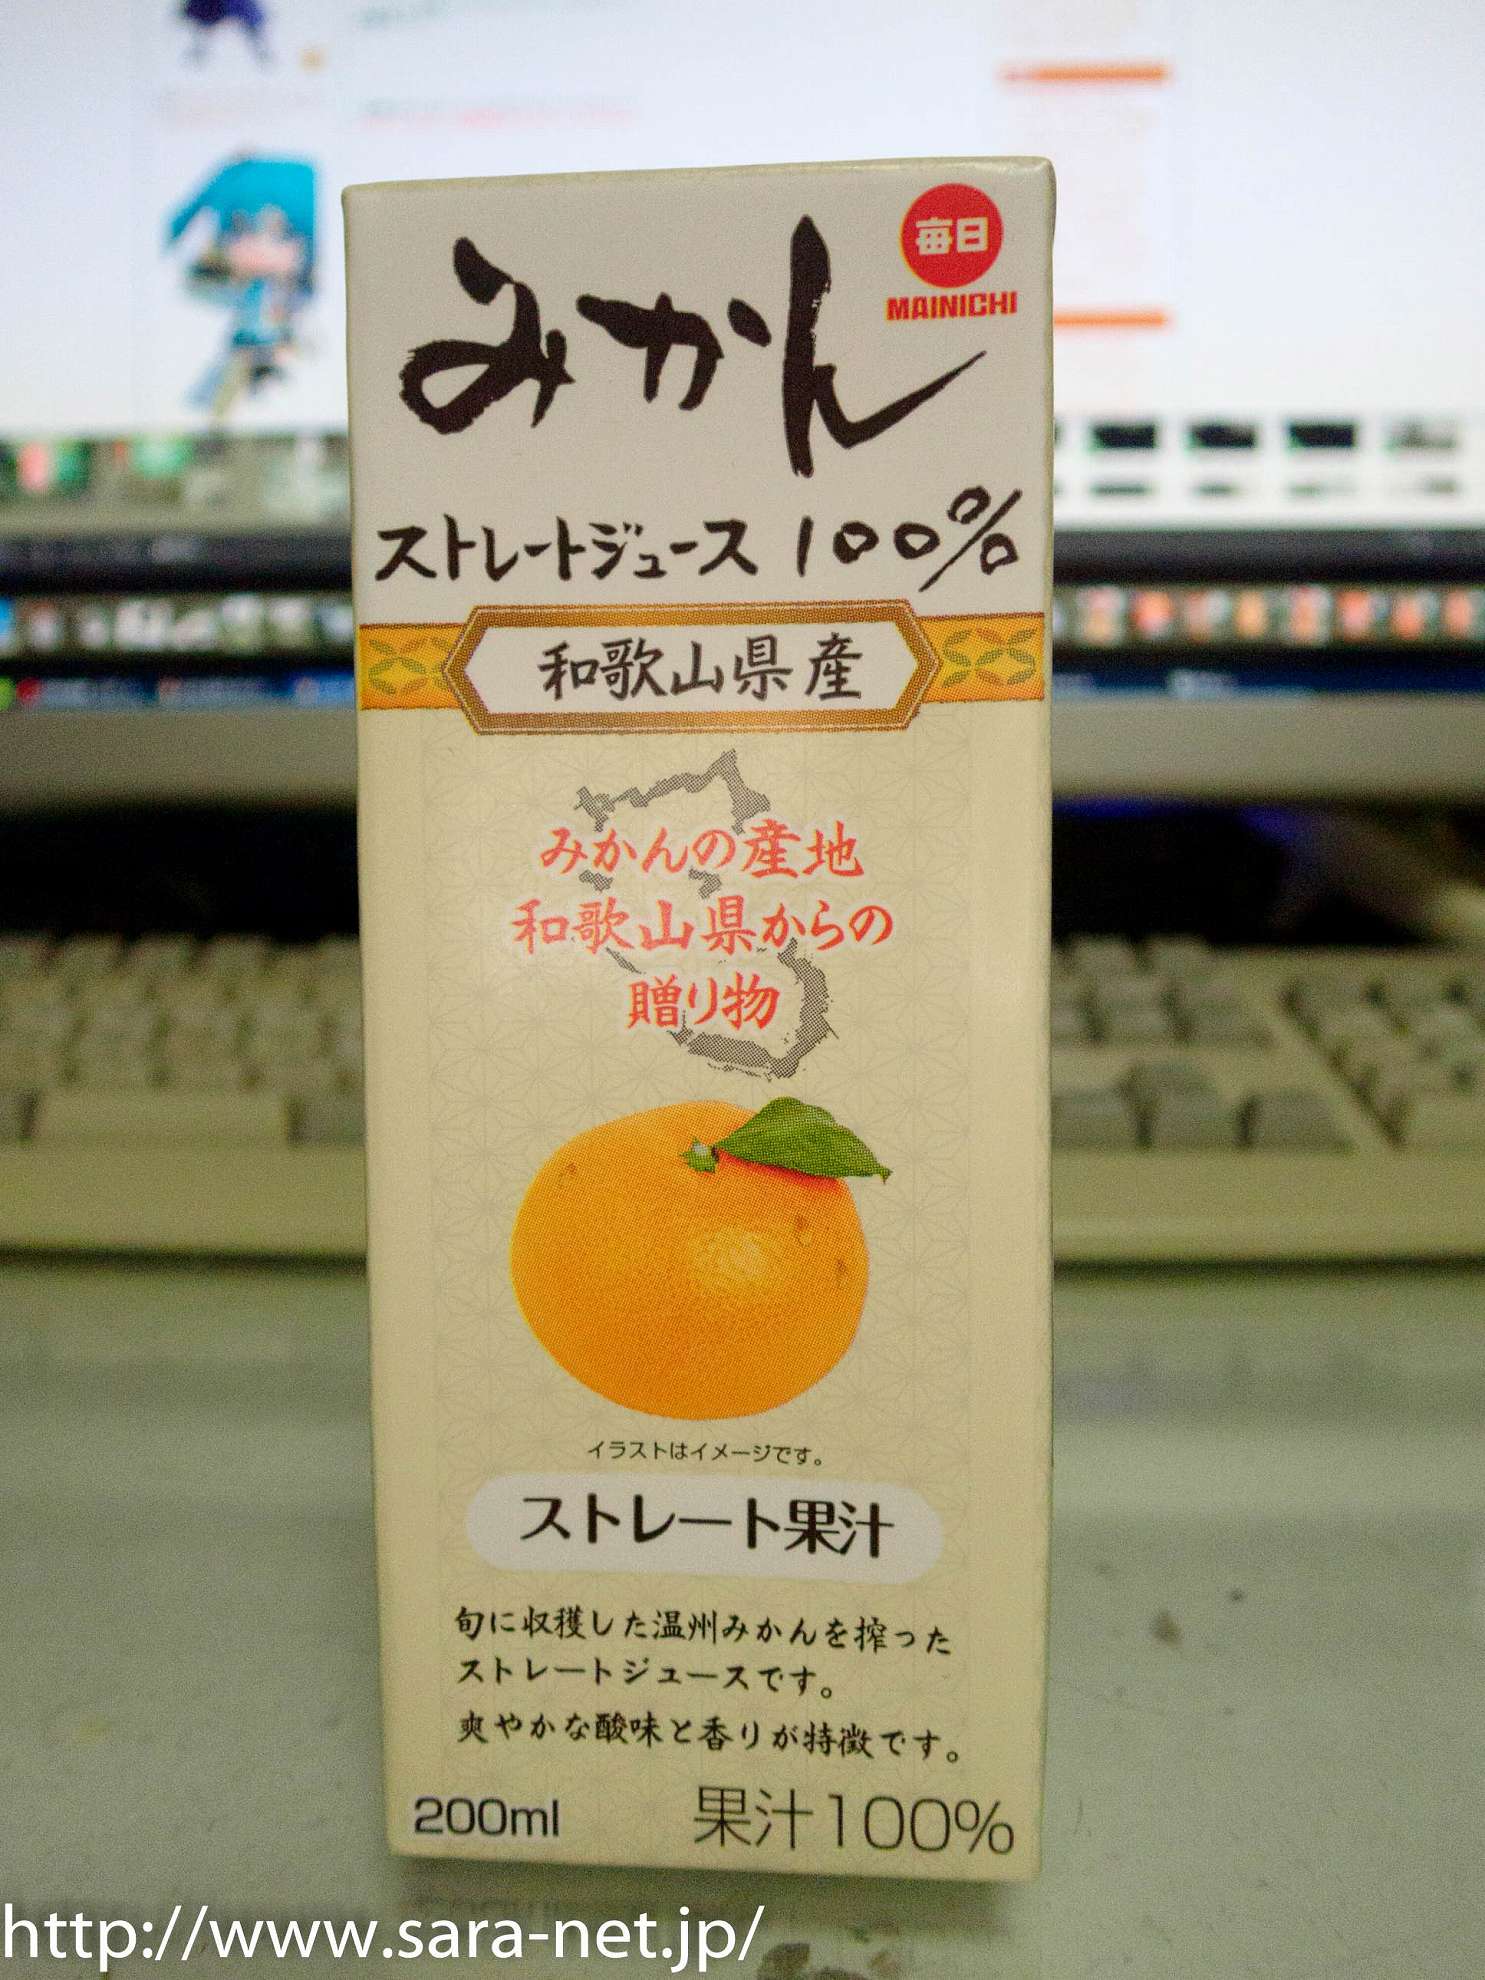 毎日
MAINICHI
みかん
ストレートジュース 100%
和歌山県産
みかんの産地
和歌山県からの
贈り物
イラストはイメージです。
ストレート果汁
旬に収穫した温州みかんを搾った
ストレートジュースです。
爽やかな酸味と香りが特徴です。
200ml
果汁100%
http://www.sara-net.jp/